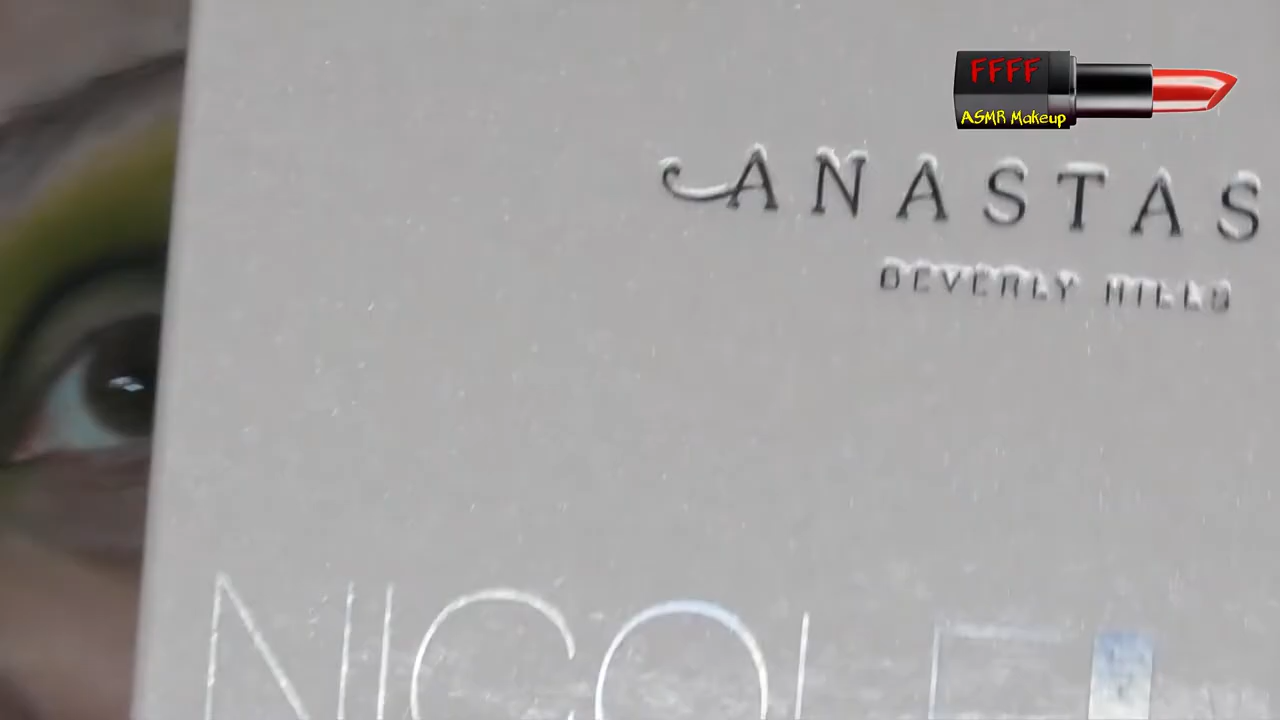 FFFF
ASMR Makeup
ANASTAS
BEVERLY HILLS
NICOLE